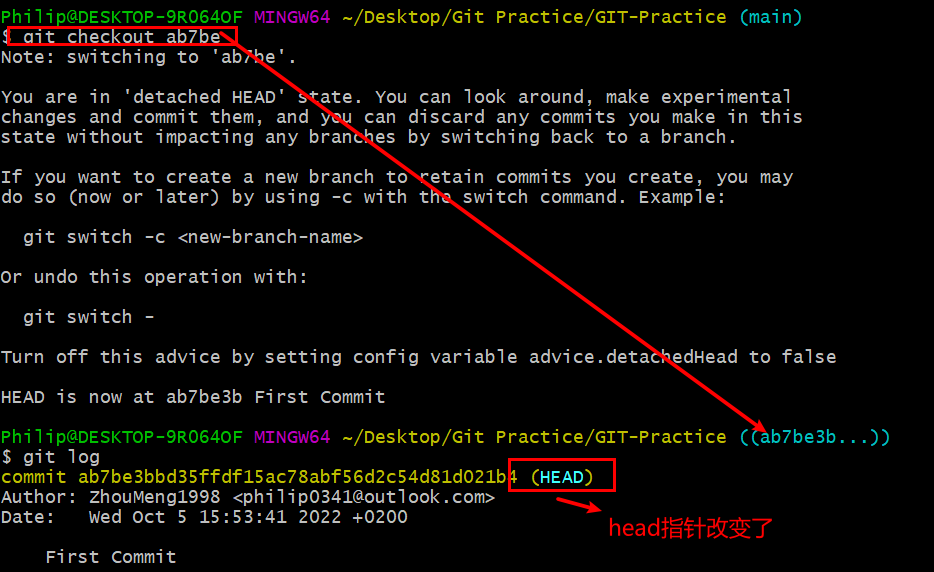 Philip@DESKTOP-9R064OF MINGW64 ~/Desktop/Git Practice/GIT-Practice (main)
$ git checkout ab7be
Note: switching to 'ab7be'.
You are in 'detached HEAD' state. You can look around, make experimental
changes and commit them, and you can discard any commits you make in this
state without impacting any branches by switching back to a branch.
If you want to create a new branch to retain commits you create, you may
do so (now or later) by using -c with the switch command. Example:
git switch -c <new-branch-name>
Or undo this operation with:
git switch -
Turn off this advice by setting config variable advice.detachedHead to false
HEAD is now at ab7be3b First Commit
Philip@DESKTOP-9R064OF MINGW64 ~/Desktop/Git Practice/GIT-Practice ((ab7be3b...))
$ git log
commit ab7be3bbd35ffdf15ac78abf56d2c54d81d021b4 (HEAD)
Author: ZhouMeng1998 <philip0341@outlook.com>
Date:   Wed Oct 5 15:53:41 2022 +0200
head指针改变了
First Commit